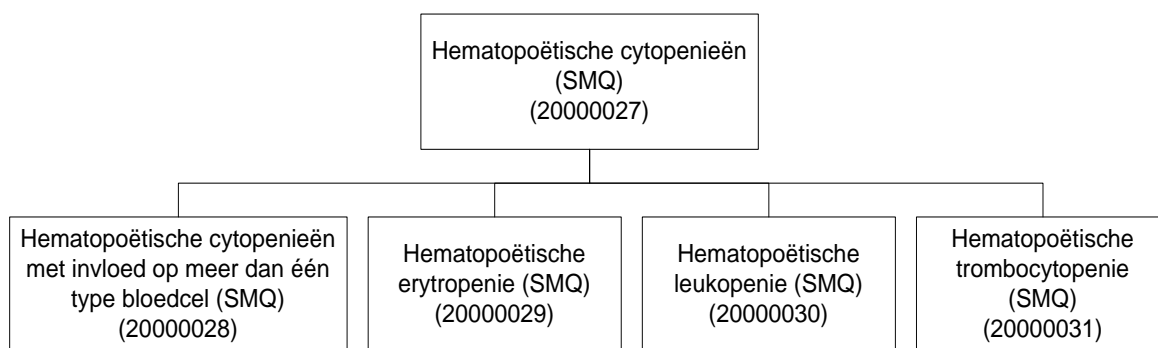 Hematopoëtische cytopenieën
(SMQ)
(20000027)
Hematopoëtische cytopenieën
met invloed op meer dan één
type bloedcel (SMQ)
(20000028)
Hematopoëtische
erytropenie (SMQ)
(20000029)
Hematopoëtische
leukopenie (SMQ)
(20000030)
Hematopoëtische
trombocytopenie
(SMQ)
(20000031)